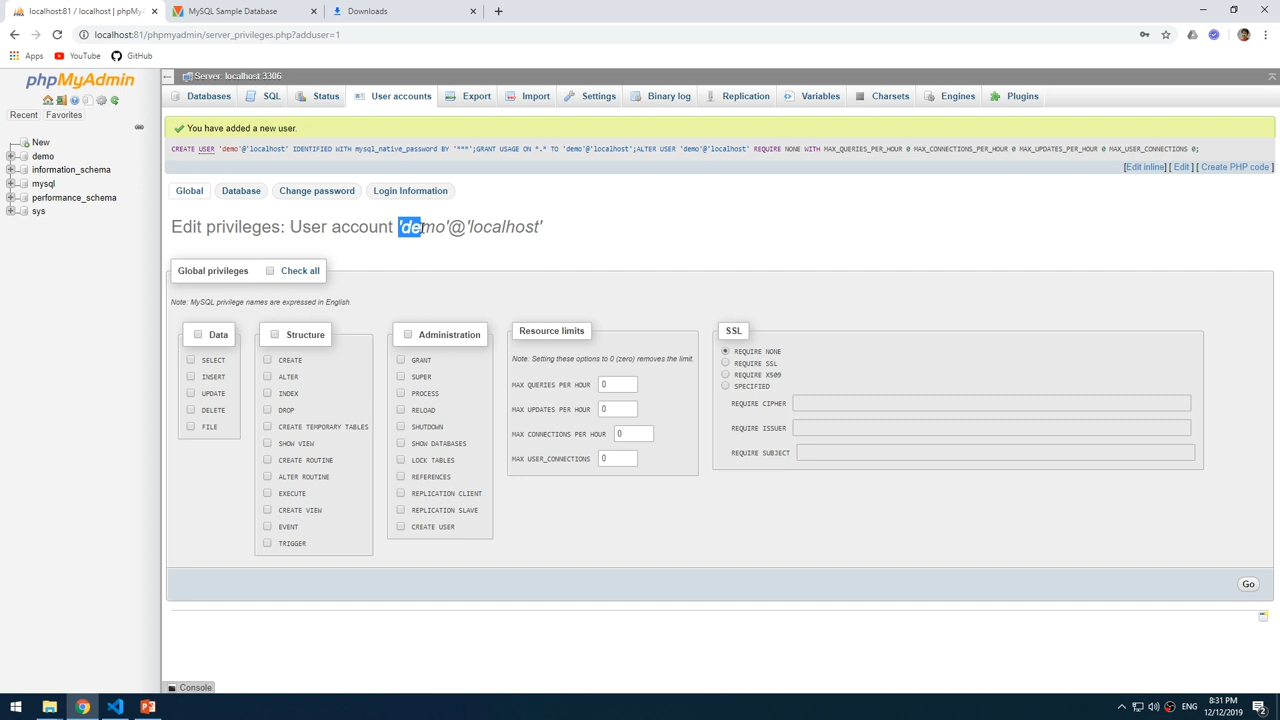 localhost:81 / localhost | phpMyA
MySQL Sample Database
Downloads
localhost:81/phpmyadmin/server_privileges.php?adduser=1
Apps
YouTube
GitHub
phpMyAdmin
Recent
Favorites
New
demo
information_schema
mysql
performance_schema
sys
Server: localhost:3306
Databases
SQL
Status
User accounts
Export
Import
Settings
Binary log
Replication
Variables
Charsets
Engines
Plugins
You have added a new user.
CREATE USER 'demo'@'localhost' IDENTIFIED WITH mysql_native_password BY '***';GRANT USAGE ON *.* TO 'demo'@'localhost';ALTER USER 'demo'@'localhost' REQUIRE NONE WITH MAX_QUERIES_PER_HOUR 0 MAX_CONNECTIONS_PER_HOUR 0 MAX_UPDATES_PER_HOUR 0 MAX_USER_CONNECTIONS 0;
[Edit inline] [ Edit ] [ Create PHP code ]
Global
Database
Change password
Login Information
Edit privileges: User account 'demo'@'localhost'
Global privileges
Check all
Note: MySQL privilege names are expressed in English.
Data
SELECT
INSERT
UPDATE
DELETE
FILE
Structure
CREATE
ALTER
INDEX
DROP
CREATE TEMPORARY TABLES
SHOW VIEW
CREATE ROUTINE
ALTER ROUTINE
EXECUTE
CREATE VIEW
EVENT
TRIGGER
Administration
GRANT
SUPER
PROCESS
RELOAD
SHUTDOWN
SHOW DATABASES
LOCK TABLES
REFERENCES
REPLICATION CLIENT
REPLICATION SLAVE
CREATE USER
Resource limits
Note: Setting these options to 0 (zero) removes the limit.
MAX QUERIES PER HOUR 0
MAX UPDATES PER HOUR 0
MAX CONNECTIONS PER HOUR 0
MAX USER_CONNECTIONS 0
SSL
REQUIRE NONE
REQUIRE SSL
REQUIRE X509
SPECIFIED
REQUIRE CIPHER
REQUIRE ISSUER
REQUIRE SUBJECT
Go
Console
ENG
8:31 PM
12/12/2019
2